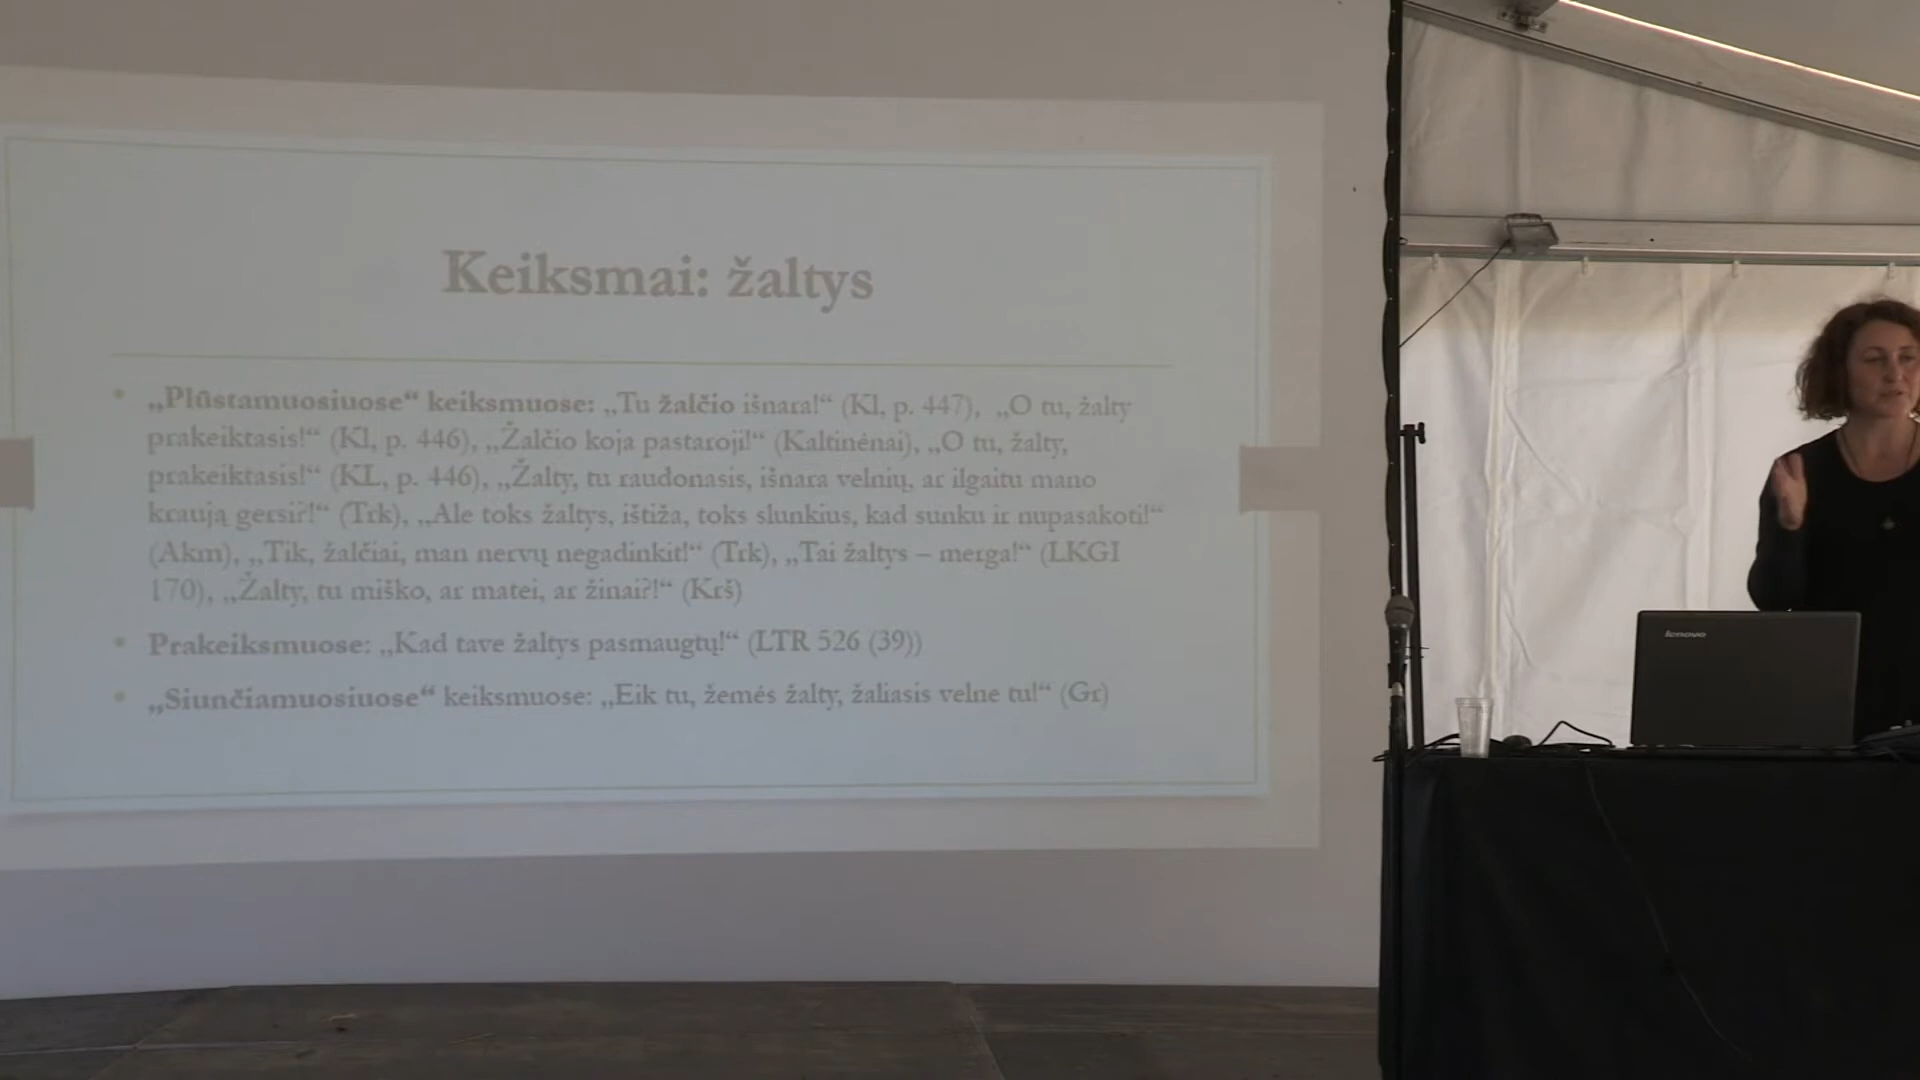 Keiksmai: žaltys
• „Plūstamuosiuose“ keiksmuose: „Tu žalčio išnara!“ (Kl, p. 447), „O tu, žalty
prakeiktasis!“ (Kl, p. 446), „Žalčio koja pastaroji!“ (Kaltinėnai), „O tu, žalty,
prakeiktasis!“ (KL, p. 446), „Žalty, tu raudonasis, išnara velnių, ar ilgaitu mano
kraują gersi?!“ (Trk), „Ale toks žaltys, ištiža, toks slunkius, kad sunku ir nupasakoti!“
(Akm), „Tik, žalčiai, man nervų negadinkit!“ (Trk), „Tai žaltys – merga!“ (LKGI
170), „Žalty, tu miško, ar matei, ar žinai?!“ (Krš)
• Prakeiksmuose: „Kad tave žaltys pasmaugtų!“ (LTR 526 (39))
• „Siunčiamuosiuose“ keiksmuose: „Eik tu, žemės žalty, žaliasis velne tu!“ (Gr)
lenovo